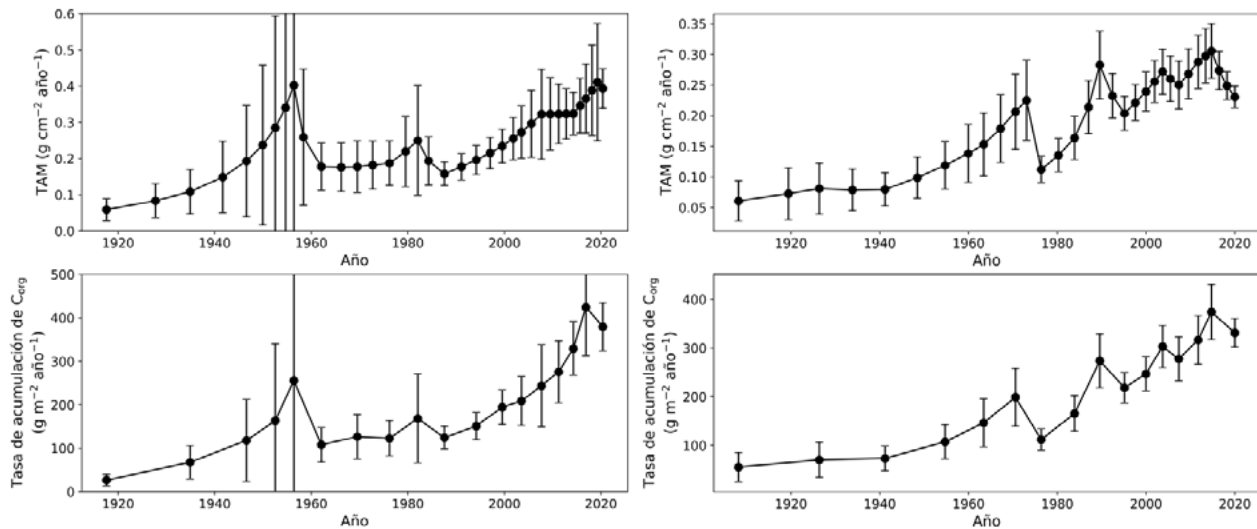 TAM (g cm⁻² año⁻¹)
0.6
0.5
0.4
0.3
0.2
0.1
0.0
1920 1940 1960 1980 2000 2020
Año
TAM (g cm⁻² año⁻¹)
0.35
0.30
0.25
0.20
0.15
0.10
0.05
1920 1940 1960 1980 2000 2020
Año
Tasa de acumulación de Corg
(g m⁻² año⁻¹)
500
400
300
200
100
0
1920 1940 1960 1980 2000 2020
Año
Tasa de acumulación de Corg
(g m⁻² año⁻¹)
400
300
200
100
1920 1940 1960 1980 2000 2020
Año